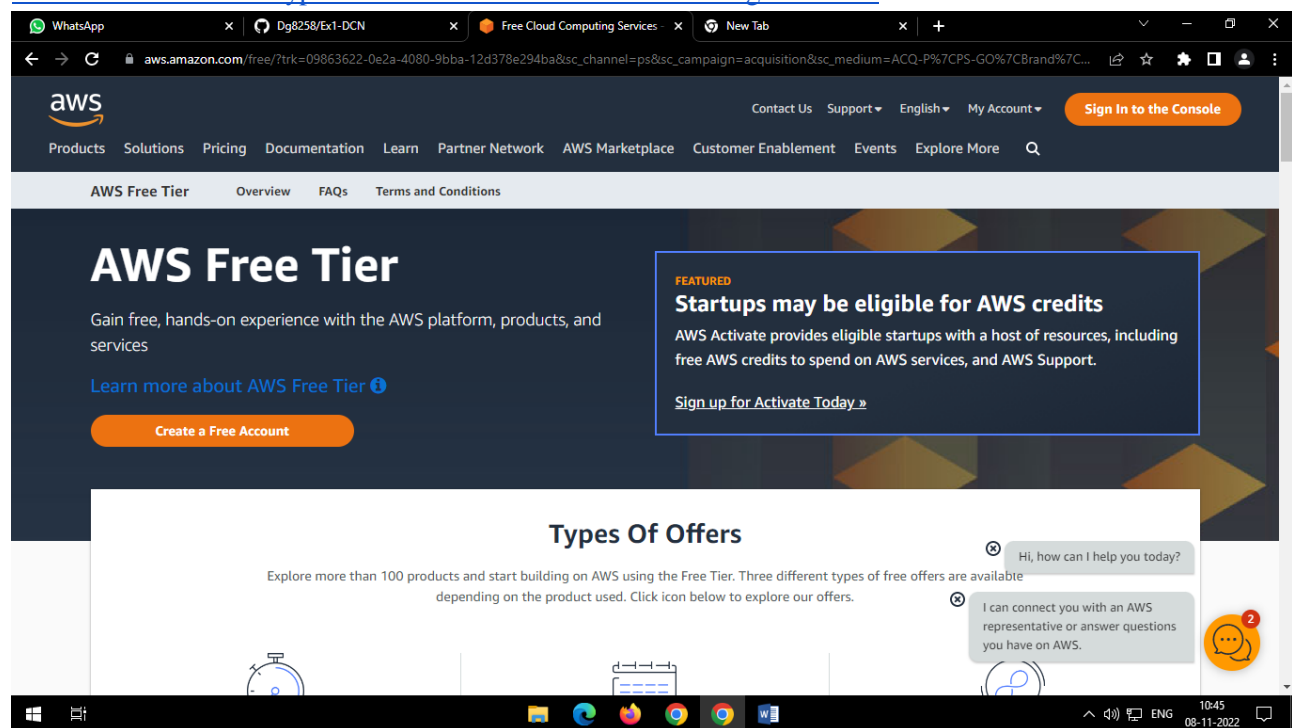 WhatsApp
Dg8258/Ex1-DCN
Free Cloud Computing Services -
New Tab
aws.amazon.com/free/?trk=09863622-0e2a-4080-9bba-12d378e294ba&sc_channel=ps&sc_campaign=acquisition&sc_medium=ACQ-P%7CPS-GO%7CBrand%7C...
aws
Contact Us Support English My Account Sign In to the Console
Products Solutions Pricing Documentation Learn Partner Network AWS Marketplace Customer Enablement Events Explore More
AWS Free Tier Overview FAQs Terms and Conditions
AWS Free Tier
Gain free, hands-on experience with the AWS platform, products, and
services
Learn more about AWS Free Tier
Create a Free Account
FEATURED
Startups may be eligible for AWS credits
AWS Activate provides eligible startups with a host of resources, including
free AWS credits to spend on AWS services, and AWS Support.
Sign up for Activate Today »
Types Of Offers
Explore more than 100 products and start building on AWS using the Free Tier. Three different types of free offers are available
depending on the product used. Click icon below to explore our offers.
Hi, how can I help you today?
I can connect you with an AWS
representative or answer questions
you have on AWS.
2
ENG
10:45
08-11-2022